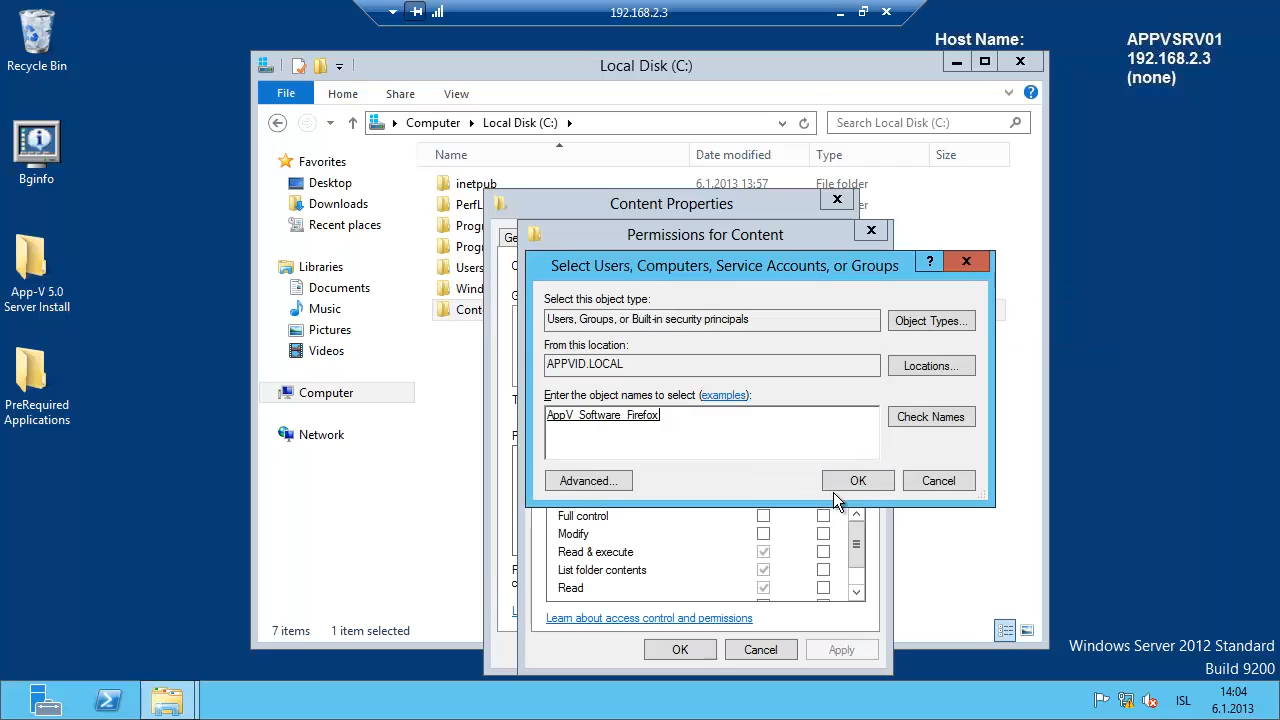 192.168.2.3
Recycle Bin
Bginfo
App-V 5.0
Server Install
PreRequired
Applications
Host Name:
APPVSRV01
192.168.2.3
(none)
Local Disk (C:)
File
Home
Share
View
Computer
Local Disk (C:)
Search Local Disk (C:)
Name
Date modified
Type
Size
Favorites
Desktop
Downloads
Recent places
Libraries
Documents
Music
Pictures
Videos
Computer
Network
inetpub
6.1.2013 13:57
File folder
PerfL
Progr
Progr
Users
Wind
Cont
Content Properties
Ge
Permissions for Content
Select Users, Computers, Service Accounts, or Groups
?
Select this object type:
Users, Groups, or Built-in security principals
Object Types...
From this location:
APPVID.LOCAL
Locations...
Enter the object names to select (examples):
AppV_Software_Firefox
Check Names
Advanced...
OK
Cancel
Full control
Modify
Read & execute
List folder contents
Read
Learn about access control and permissions
OK
Cancel
Apply
7 items
1 item selected
Windows Server 2012 Standard
Build 9200
ISL
14:04
6.1.2013